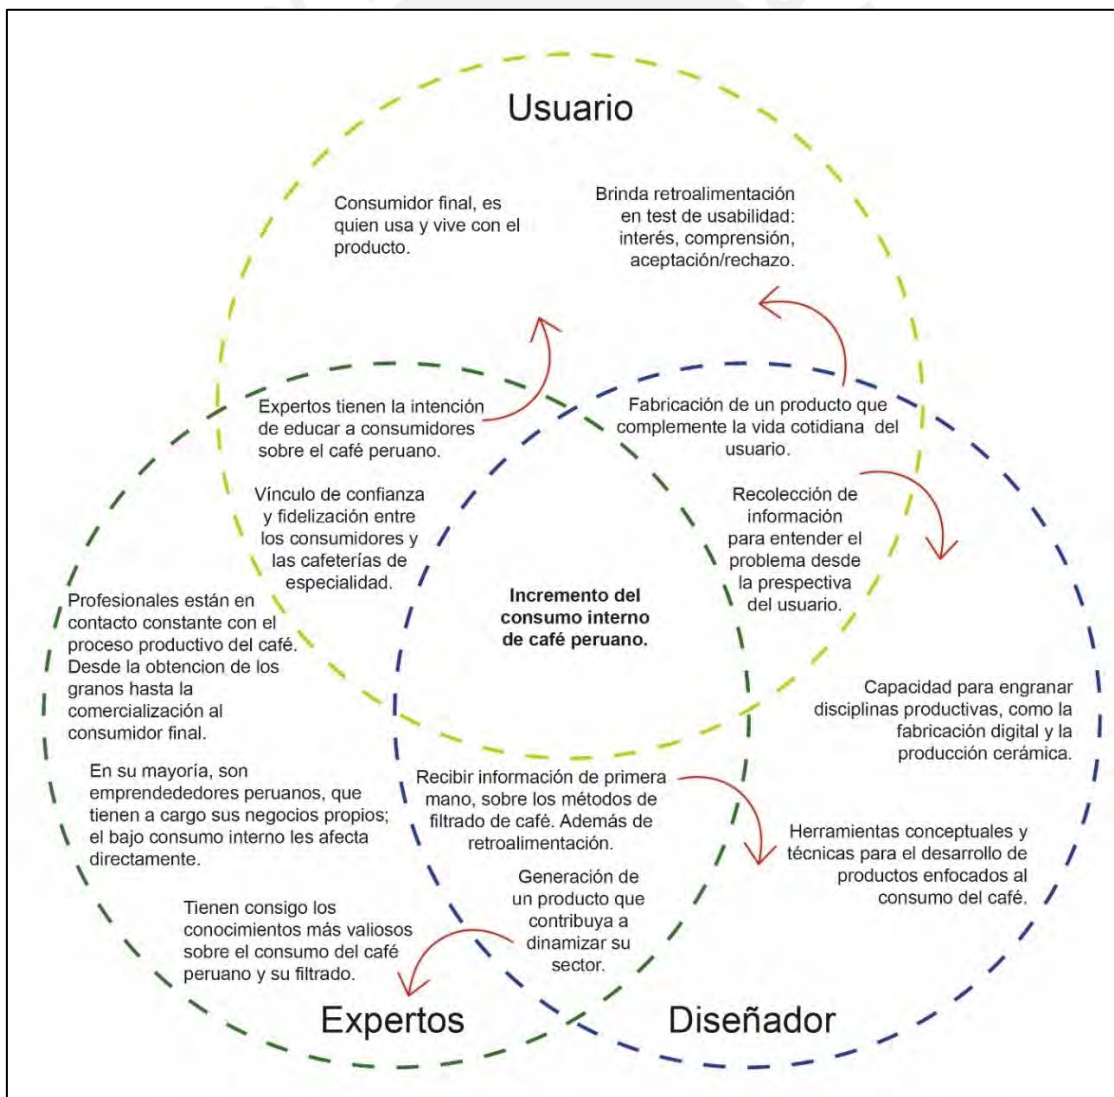 Usuario
Consumidor final, es
quien usa y vive con el
producto.
Brinda retroalimentación
en test de usabilidad:
interés, comprensión,
aceptación/rechazo.
Expertos tienen la intención
de educar a consumidores
sobre el café peruano.
Fabricación de un producto que
complemente la vida cotidiana del
usuario.
Vínculo de confianza
y fidelización entre
los consumidores y
las cafeterías de
especialidad.
Recolección de
información
para entender el
problema desde
la prespectiva
del usuario.
Incremento del
consumo interno
de café peruano.
Profesionales están en
contacto constante con el
proceso productivo del café.
Desde la obtencion de los
granos hasta la
comercialización al
consumidor final.
Capacidad para engranar
disciplinas productivas, como la
fabricación digital y la
producción cerámica.
En su mayoría, son
emprendededores peruanos, que
tienen a cargo sus negocios propios;
el bajo consumo interno les afecta
directamente.
Recibir información de primera
mano, sobre los métodos de
filtrado de café. Además de
retroalimentación.
Herramientas conceptuales y
técnicas para el desarrollo de
productos enfocados al
consumo del café.
Generación de
un producto que
contribuya a
dinamizar su
sector.
Tienen consigo los
conocimientos más valiosos
sobre el consumo del café
peruano y su filtrado.
Expertos
Diseñador